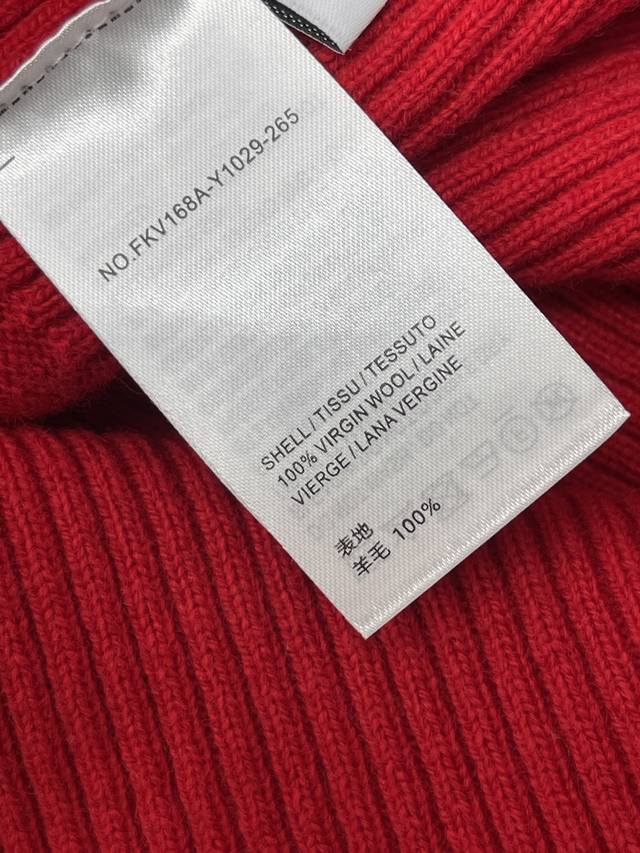 NO.FKV168A-Y1029-265
SHELL / TISSU / TESSUTO
100% VIRGIN WOOL / LAINE
VIERGE / LANA VERGINE
表地
羊毛 100%